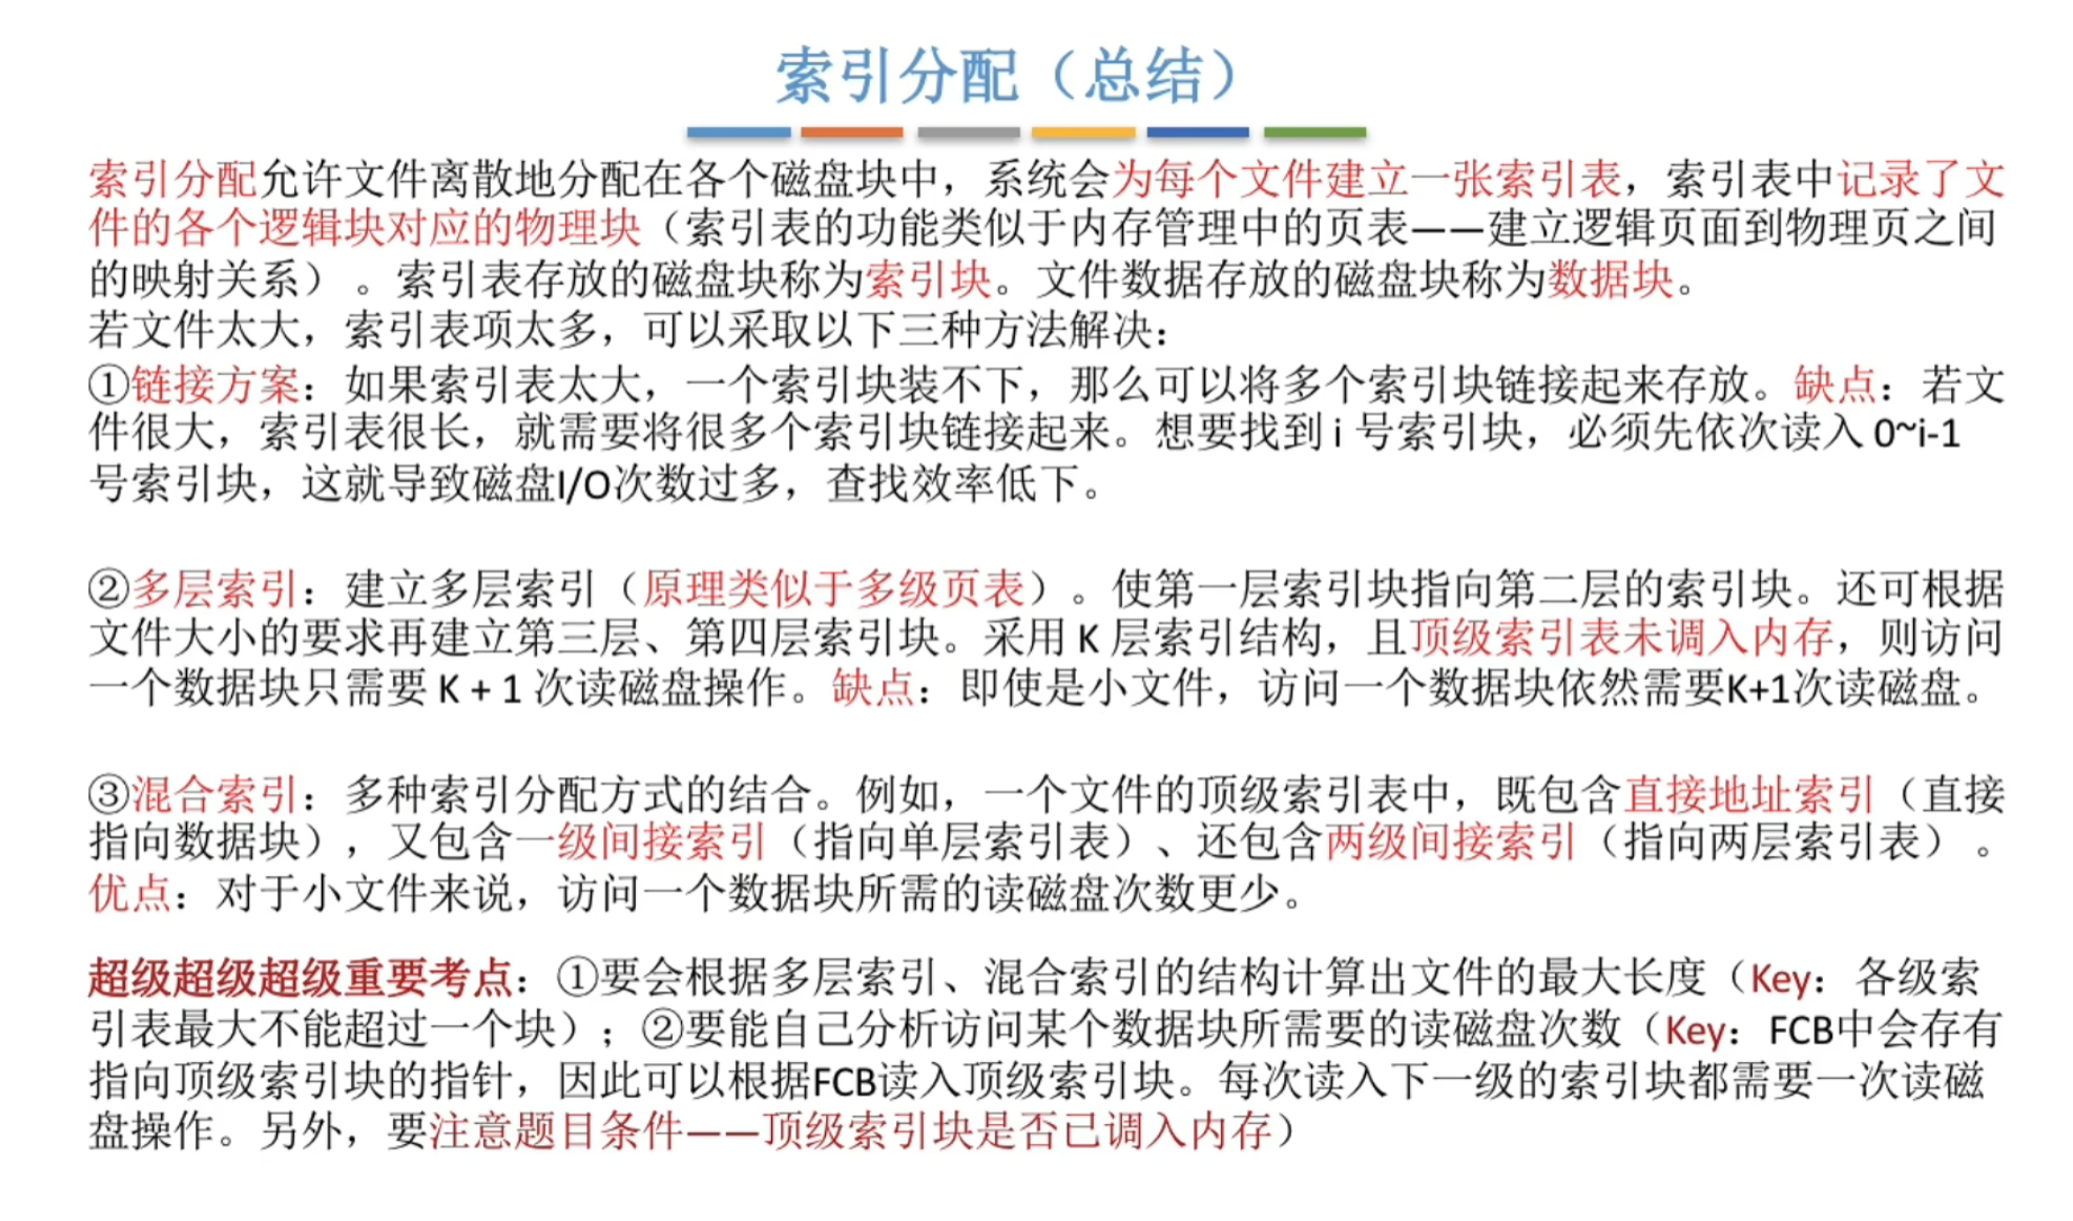 索引分配（总结）
索引分配允许文件离散地分配在各个磁盘块中，系统会为每个文件建立一张索引表，索引表中记录了文
件的各个逻辑块对应的物理块（索引表的功能类似于内存管理中的页表——建立逻辑页面到物理页之间
的映射关系）。索引表存放的磁盘块称为索引块。文件数据存放的磁盘块称为数据块。
若文件太大，索引表项太多，可以采取以下三种方法解决：
①链接方案：如果索引表太大，一个索引块装不下，那么可以将多个索引块链接起来存放。缺点：若文
件很大，索引表很长，就需要将很多个索引块链接起来。想要找到 i 号索引块，必须先依次读入 0~i-1
号索引块，这就导致磁盘I/O次数过多，查找效率低下。
②多层索引：建立多层索引（原理类似于多级页表）。使第一层索引块指向第二层的索引块。还可根据
文件大小的要求再建立第三层、第四层索引块。采用 K 层索引结构，且顶级索引表未调入内存，则访问
一个数据块只需要 K + 1 次读磁盘操作。缺点：即使是小文件，访问一个数据块依然需要K+1次读磁盘。
③混合索引：多种索引分配方式的结合。例如，一个文件的顶级索引表中，既包含直接地址索引（直接
指向数据块），又包含一级间接索引（指向单层索引表）、还包含两级间接索引（指向两层索引表）。
优点：对于小文件来说，访问一个数据块所需的读磁盘次数更少。
超级超级超级重要考点：①要会根据多层索引、混合索引的结构计算出文件的最大长度（Key：各级索
引表最大不能超过一个块）；②要能自己分析访问某个数据块所需要的读磁盘次数（Key：FCB中会存有
指向顶级索引块的指针，因此可以根据FCB读入顶级索引块。每次读入下一级的索引块都需要一次读磁
盘操作。另外，要注意题目条件——顶级索引块是否已调入内存）